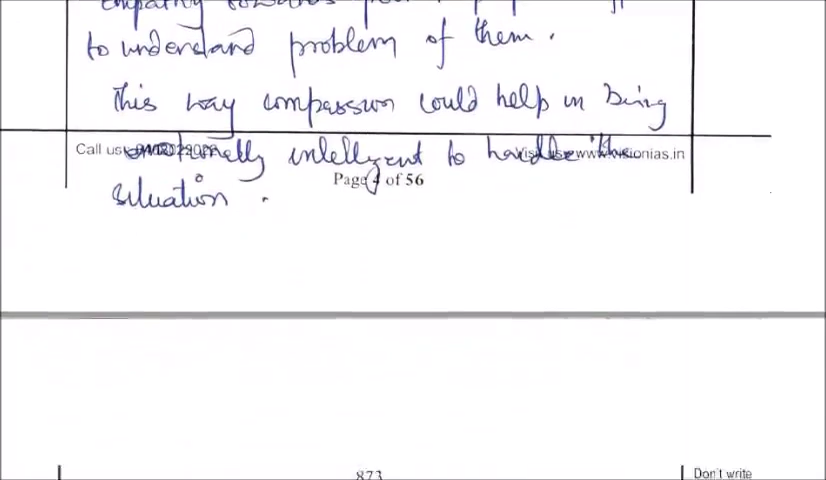 empathy towards
to understand problem of them.
This way compassion could help in being
emotionally intelligent to handle the
Call us: Visit us: www.visionias.in
Page 4 of 56
situation.
873
Don't write